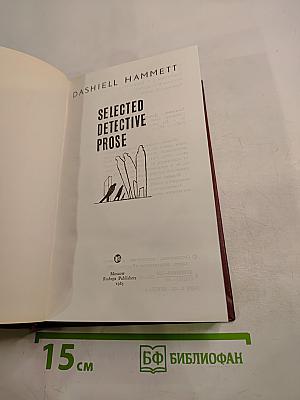 DASHIELL HAMMETT
SELECTED
DETECTIVE
PROSE
Moscow
Raduga Publishers
1985
15 см
БФ БИБЛИОФАН